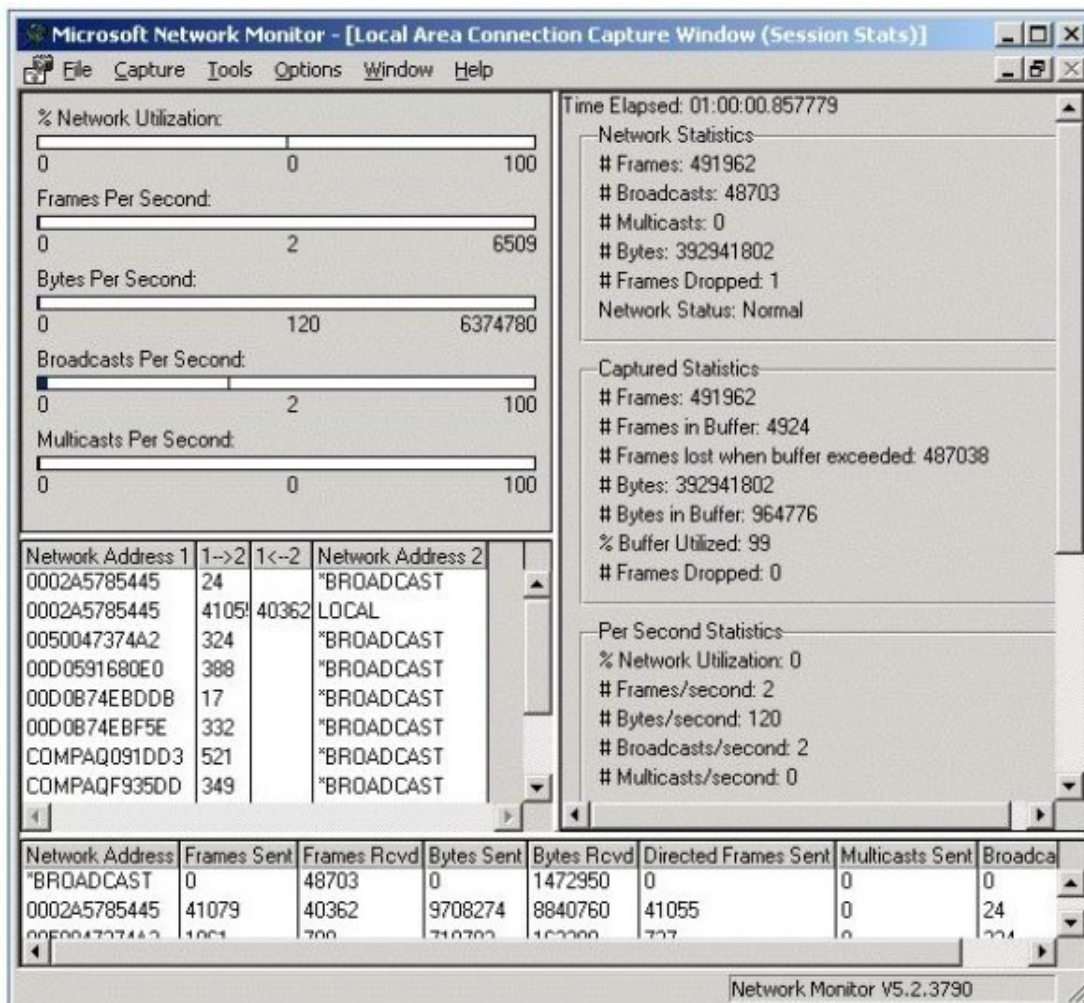 Microsoft Network Monitor - [Local Area Connection Capture Window (Session Stats)]
File Capture Tools Options Window Help
% Network Utilization:
0 0 100
Frames Per Second:
0 2 6509
Bytes Per Second:
0 120 6374780
Broadcasts Per Second:
0 2 100
Multicasts Per Second:
0 0 100
Time Elapsed: 01:00:00.857779
Network Statistics
# Frames: 491962
# Broadcasts: 48703
# Multicasts: 0
# Bytes: 392941802
# Frames Dropped: 1
Network Status: Normal
Captured Statistics
# Frames: 491962
# Frames in Buffer: 4924
# Frames lost when buffer exceeded: 487038
# Bytes: 392941802
# Bytes in Buffer: 964776
% Buffer Utilized: 99
# Frames Dropped: 0
Per Second Statistics
% Network Utilization: 0
# Frames/second: 2
# Bytes/second: 120
# Broadcasts/second: 2
# Multicasts/second: 0
Network Address 1 1-->2 1<--2 Network Address 2
0002A5785445 24 *BROADCAST
0002A5785445 4105 40362 LOCAL
0050047374A2 324 *BROADCAST
00D0591680E0 388 *BROADCAST
00D0B74EBDDB 17 *BROADCAST
00D0B74EBF5E 332 *BROADCAST
COMPAQ091DD3 521 *BROADCAST
COMPAQF935DD 349 *BROADCAST
Network Address Frames Sent Frames Rcvd Bytes Sent Bytes Rcvd Directed Frames Sent Multicasts Sent Broadca
*BROADCAST 0 48703 0 1472950 0 0 0
0002A5785445 41079 40362 9708274 8840760 41055 0 24
Network Monitor V5.2.3790